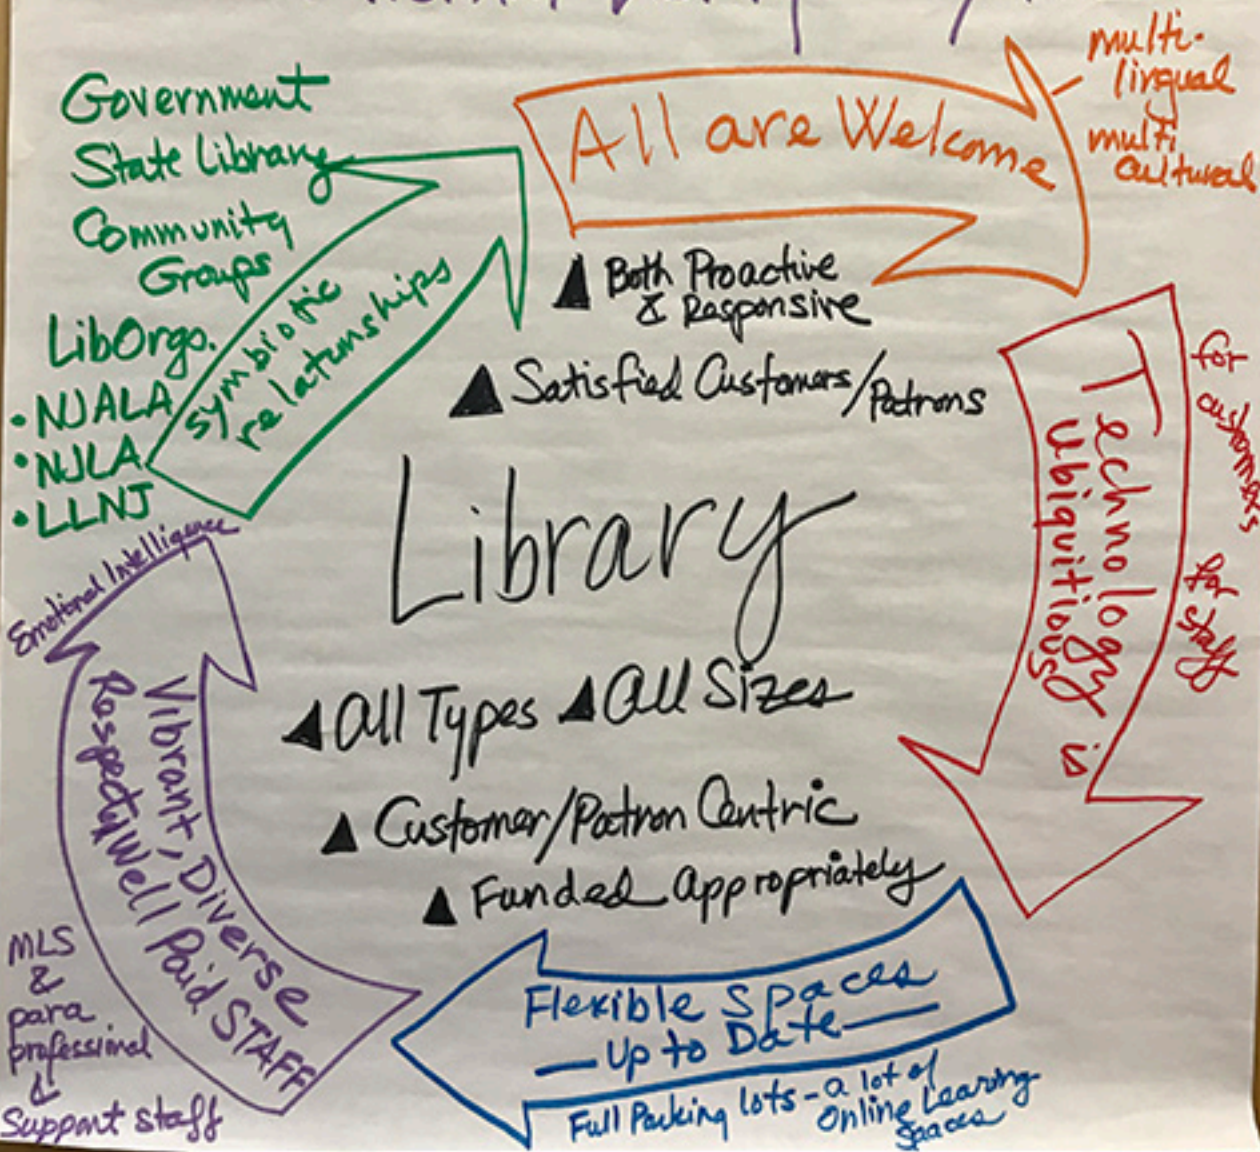 Government
State Library
Community
Groups
LibOrgs.
• NJALA
• NJLA
• LLNJ
Symbiotic
relationships
All are Welcome
multi-
lingual
multi
cultural
Technology is
ubiquitious
for customers
for staff
Flexible Spaces
— Up to Date —
Full Parking lots - a lot of
Online Learning
Spaces
Vibrant, Diverse
Respected/Well Paid STAFF
Emotional Intelligence
MLS
&
para
professional
&
Support staff
▲ Both Proactive
& Responsive
▲ Satisfied Customers/Patrons
Library
▲ All Types ▲ All Sizes
▲ Customer/Patron Centric
▲ Funded appropriately